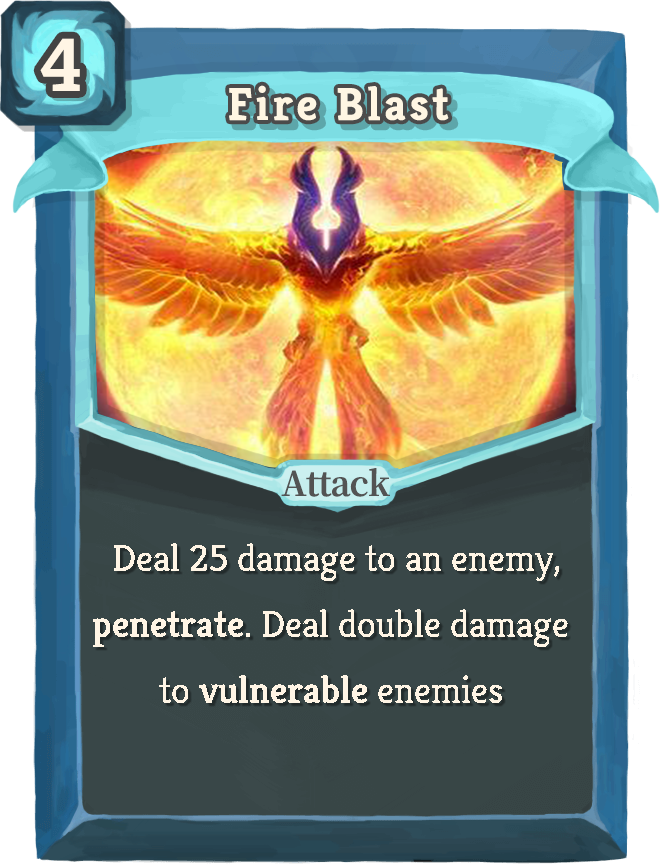 4
Fire Blast
Attack
Deal 25 damage to an enemy,
penetrate. Deal double damage
to vulnerable enemies